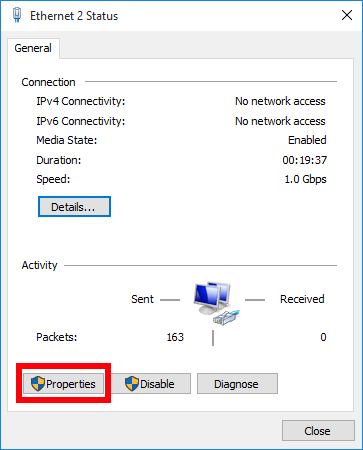 Ethernet 2 Status
General
Connection
IPv4 Connectivity: No network access
IPv6 Connectivity: No network access
Media State: Enabled
Duration: 00:19:37
Speed: 1.0 Gbps
Details...
Activity
Sent Received
Packets: 163 0
Properties Disable Diagnose
Close